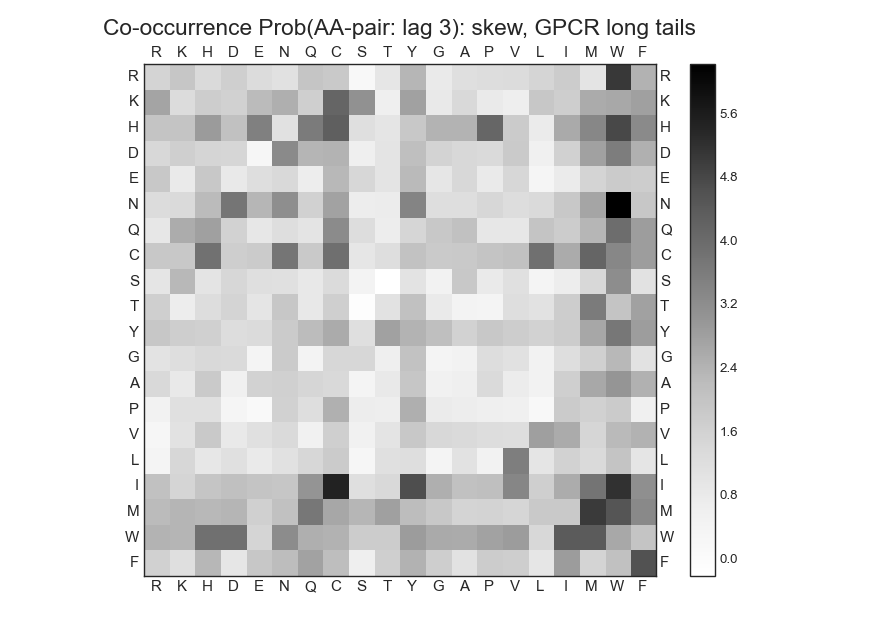 Co-occurrence Prob(AA-pair: lag 3): skew, GPCR long tails
R K H D E N Q C S T Y G A P V L I M W F
R R
K K
5.6
H H
D D
4.8
E E
N N
4.0
Q Q
C C
S S
3.2
T T
Y Y
2.4
G G
A A
P P
1.6
V V
L L
0.8
I I
M M
W W
0.0
F F
R K H D E N Q C S T Y G A P V L I M W F